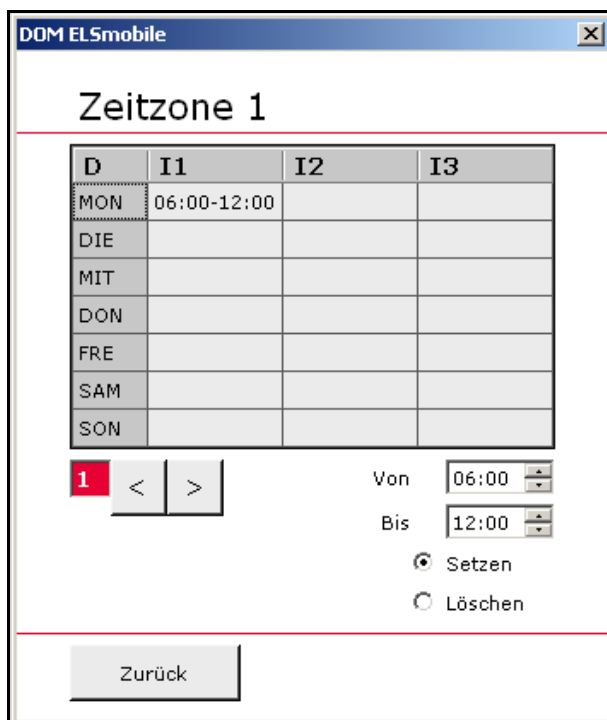 DOM ELSmobile
Zeitzone 1
D I1 I2 I3
MON 06:00-12:00
DIE
MIT
DON
FRE
SAM
SON
1 < > Von 06:00
Bis 12:00
Setzen
Löschen
Zurück